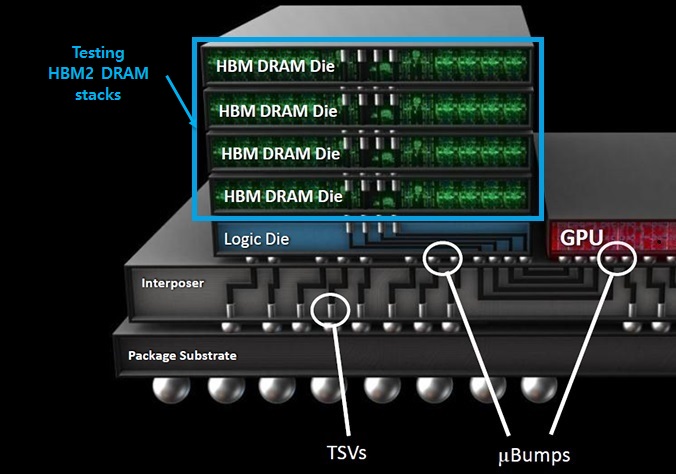 Testing
HBM2 DRAM
stacks
HBM DRAM Die
HBM DRAM Die
HBM DRAM Die
HBM DRAM Die
Logic Die
GPU
Interposer
Package Substrate
TSVs
μBumps